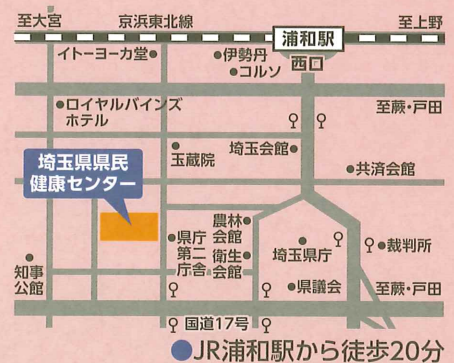 至大宮
京浜東北線
至上野
浦和駅
西口
イトーヨーカ堂
伊勢丹
コルソ
ロイヤルパインズ
ホテル
至蕨・戸田
玉蔵院
埼玉会館
共済会館
埼玉県県民
健康センター
農林
会館
県庁
第二
庁舎
衛生
会館
埼玉県庁
裁判所
知事
公館
県議会
至蕨・戸田
国道17号
●JR浦和駅から徒歩20分